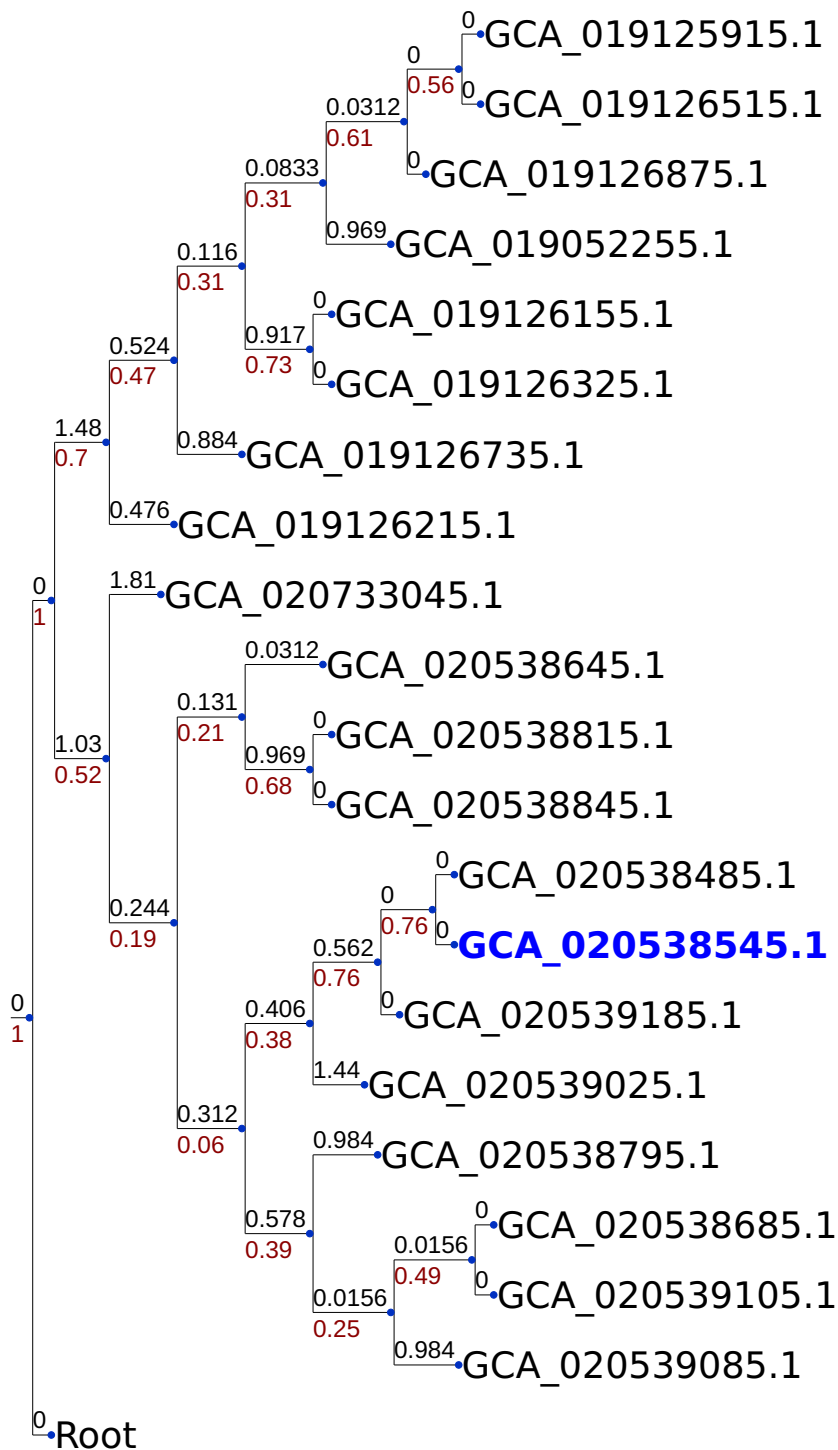 0
GCA_019125915.1
0
0.56
0
GCA_019126515.1
0.0312
0.61
0
GCA_019126875.1
0.0833
0.31
0.969
GCA_019052255.1
0.116
0.31
0
GCA_019126155.1
0.917
0.73
0
GCA_019126325.1
0.524
0.47
0.884
GCA_019126735.1
1.48
0.7
0.476
GCA_019126215.1
0
1
1.81
GCA_020733045.1
0.0312
GCA_020538645.1
0.131
0.21
0
GCA_020538815.1
1.03
0.52
0.969
0.68
0
GCA_020538845.1
0
GCA_020538485.1
0.244
0.19
0
0.76
0
GCA_020538545.1
0.562
0.76
0
GCA_020539185.1
0
1
0.406
0.38
1.44
GCA_020539025.1
0.312
0.06
0.984
GCA_020538795.1
0.578
0.39
0
GCA_020538685.1
0.0156
0.49
0
GCA_020539105.1
0.0156
0.25
0.984
GCA_020539085.1
0
Root